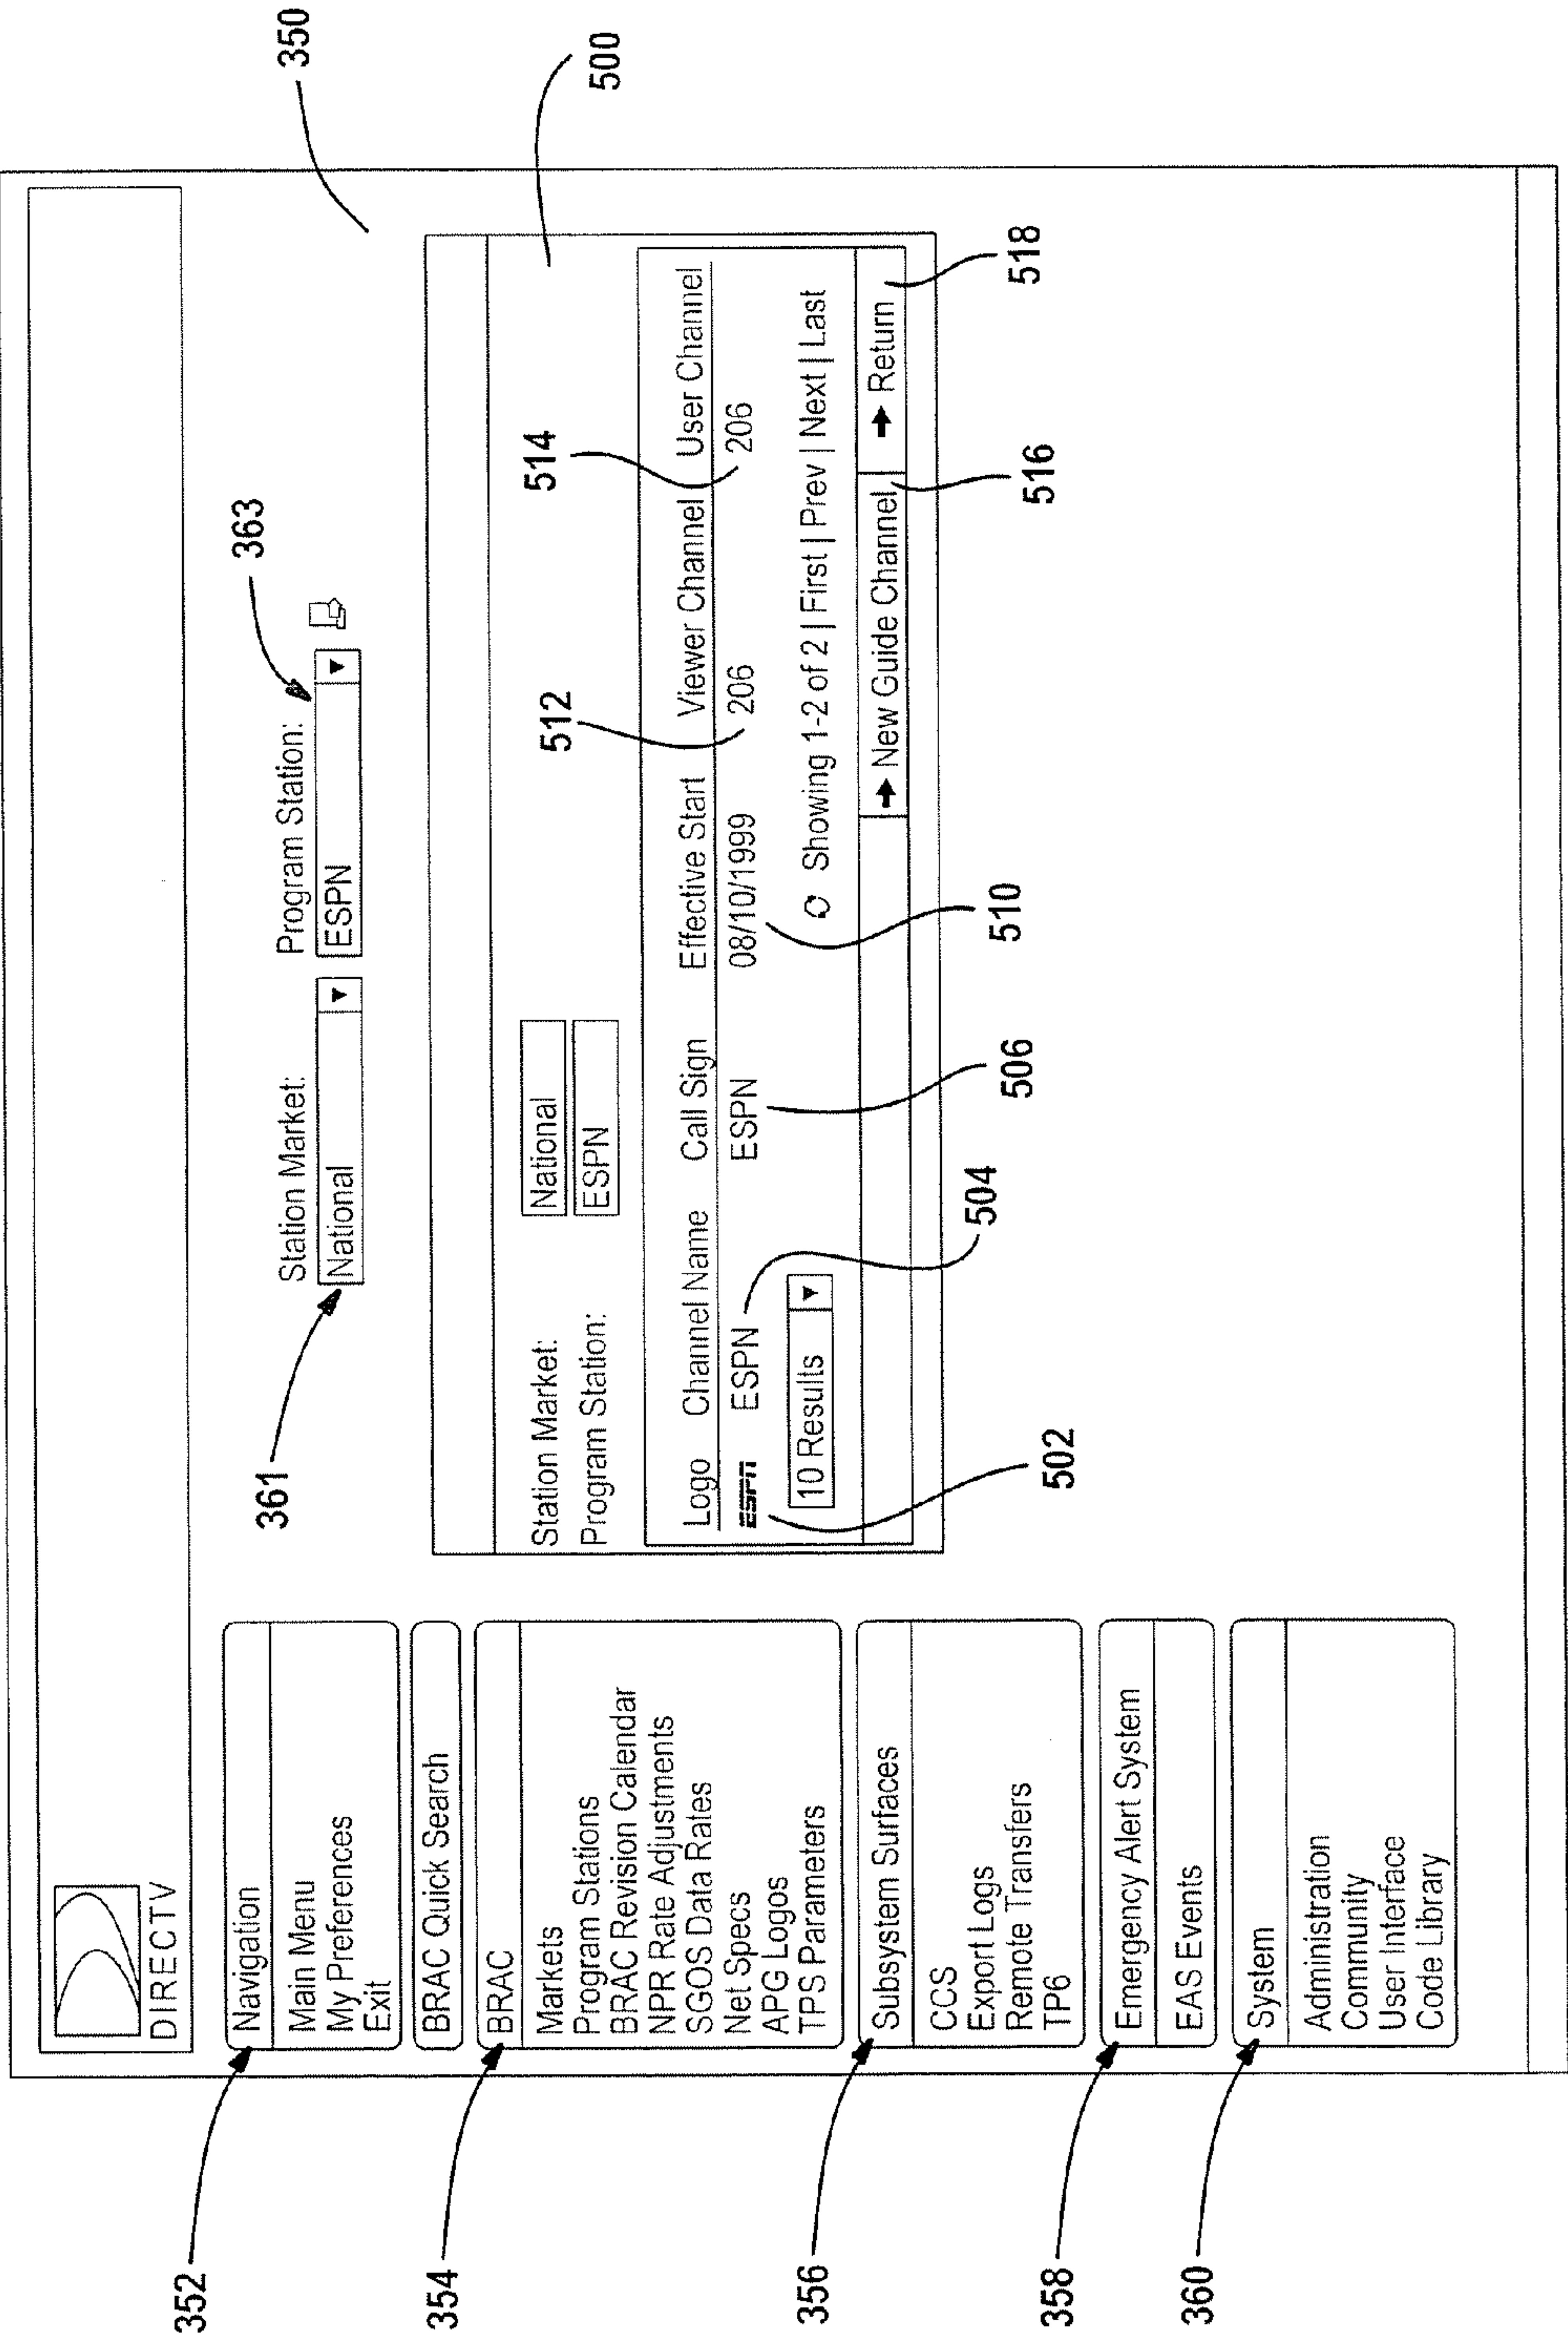 DIRECTV
352
Navigation
Main Menu
My Preferences
Exit
BRAC Quick Search
354
BRAC
Markets
Program Stations
BRAC Revision Calendar
NPR Rate Adjustments
SGOS Data Rates
Net Specs
APG Logos
TPS Parameters
356
Subsystem Surfaces
CCS
Export Logs
Remote Transfers
TP6
358
Emergency Alert System
EAS Events
360
System
Administration
Community
User Interface
Code Library
350
363
Station Market: Program Station:
National ESPN
361
500
Station Market: National
Program Station: ESPN
512 514
Logo Channel Name Call Sign Effective Start Viewer Channel User Channel
ESPN ESPN ESPN 08/10/1999 206 206
10 Results Showing 1-2 of 2 | First | Prev | Next | Last
New Guide Channel Return
502 504 506 510 516 518